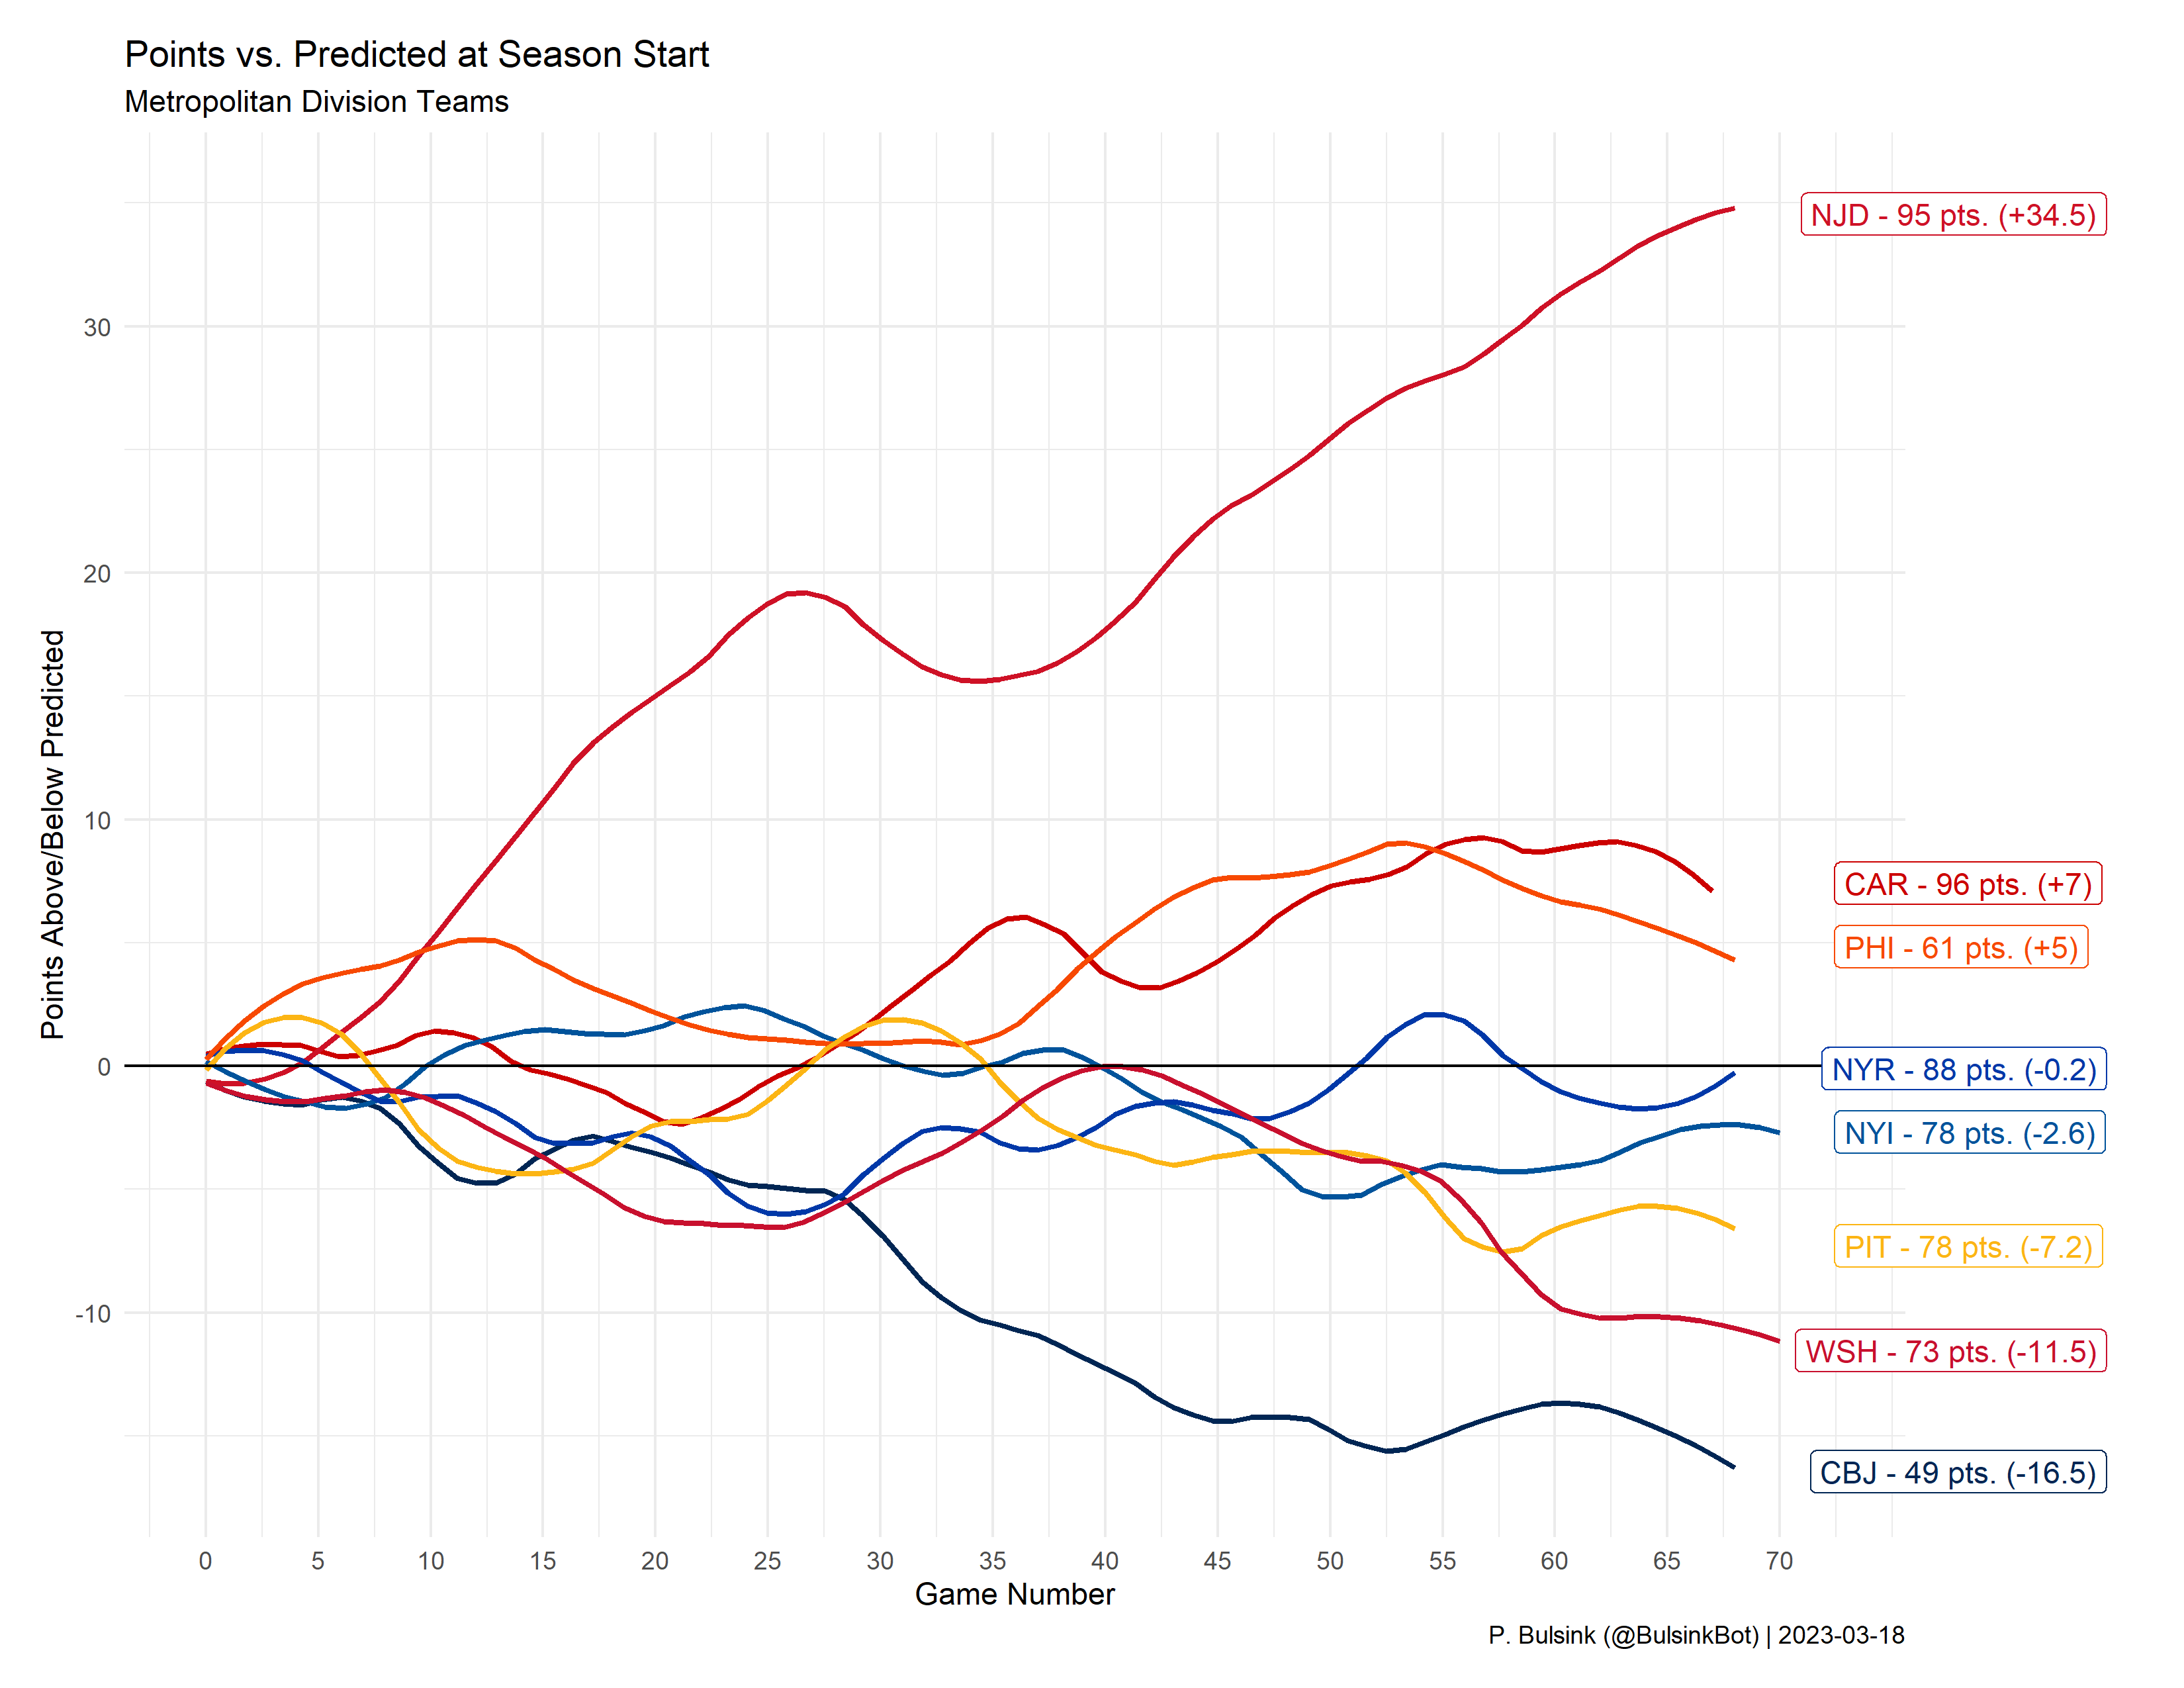 Points vs. Predicted at Season Start
Metropolitan Division Teams
Points Above/Below Predicted
30
20
10
0
-10
NJD - 95 pts. (+34.5)
CAR - 96 pts. (+7)
PHI - 61 pts. (+5)
NYR - 88 pts. (-0.2)
NYI - 78 pts. (-2.6)
PIT - 78 pts. (-7.2)
WSH - 73 pts. (-11.5)
CBJ - 49 pts. (-16.5)
0 5 10 15 20 25 30 35 40 45 50 55 60 65 70
Game Number
P. Bulsink (@BulsinkBot) | 2023-03-18